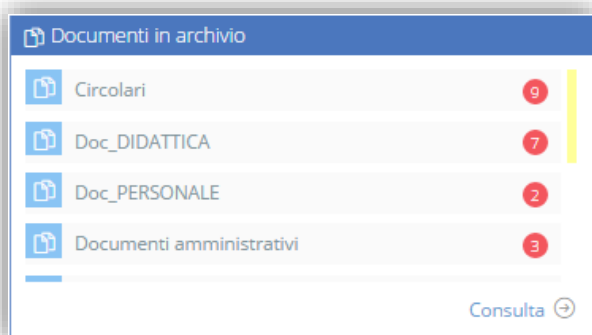 Documenti in archivio
Circolari 9
Doc_DIDATTICA 7
Doc_PERSONALE 2
Documenti amministrativi 3
Consulta